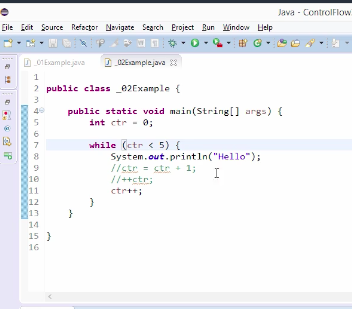 Java - ControlFlow
File Edit Source Refactor Navigate Search Project Run Window Help
_01Example.java _02Example.java
1
2 public class _02Example {
3
4 public static void main(String[] args) {
5 int ctr = 0;
6
7 while (ctr < 5) {
8 System.out.println("Hello");
9 //ctr = ctr + 1;
10 //++ctr;
11 ctr++;
12 }
13 }
14
15 }
16